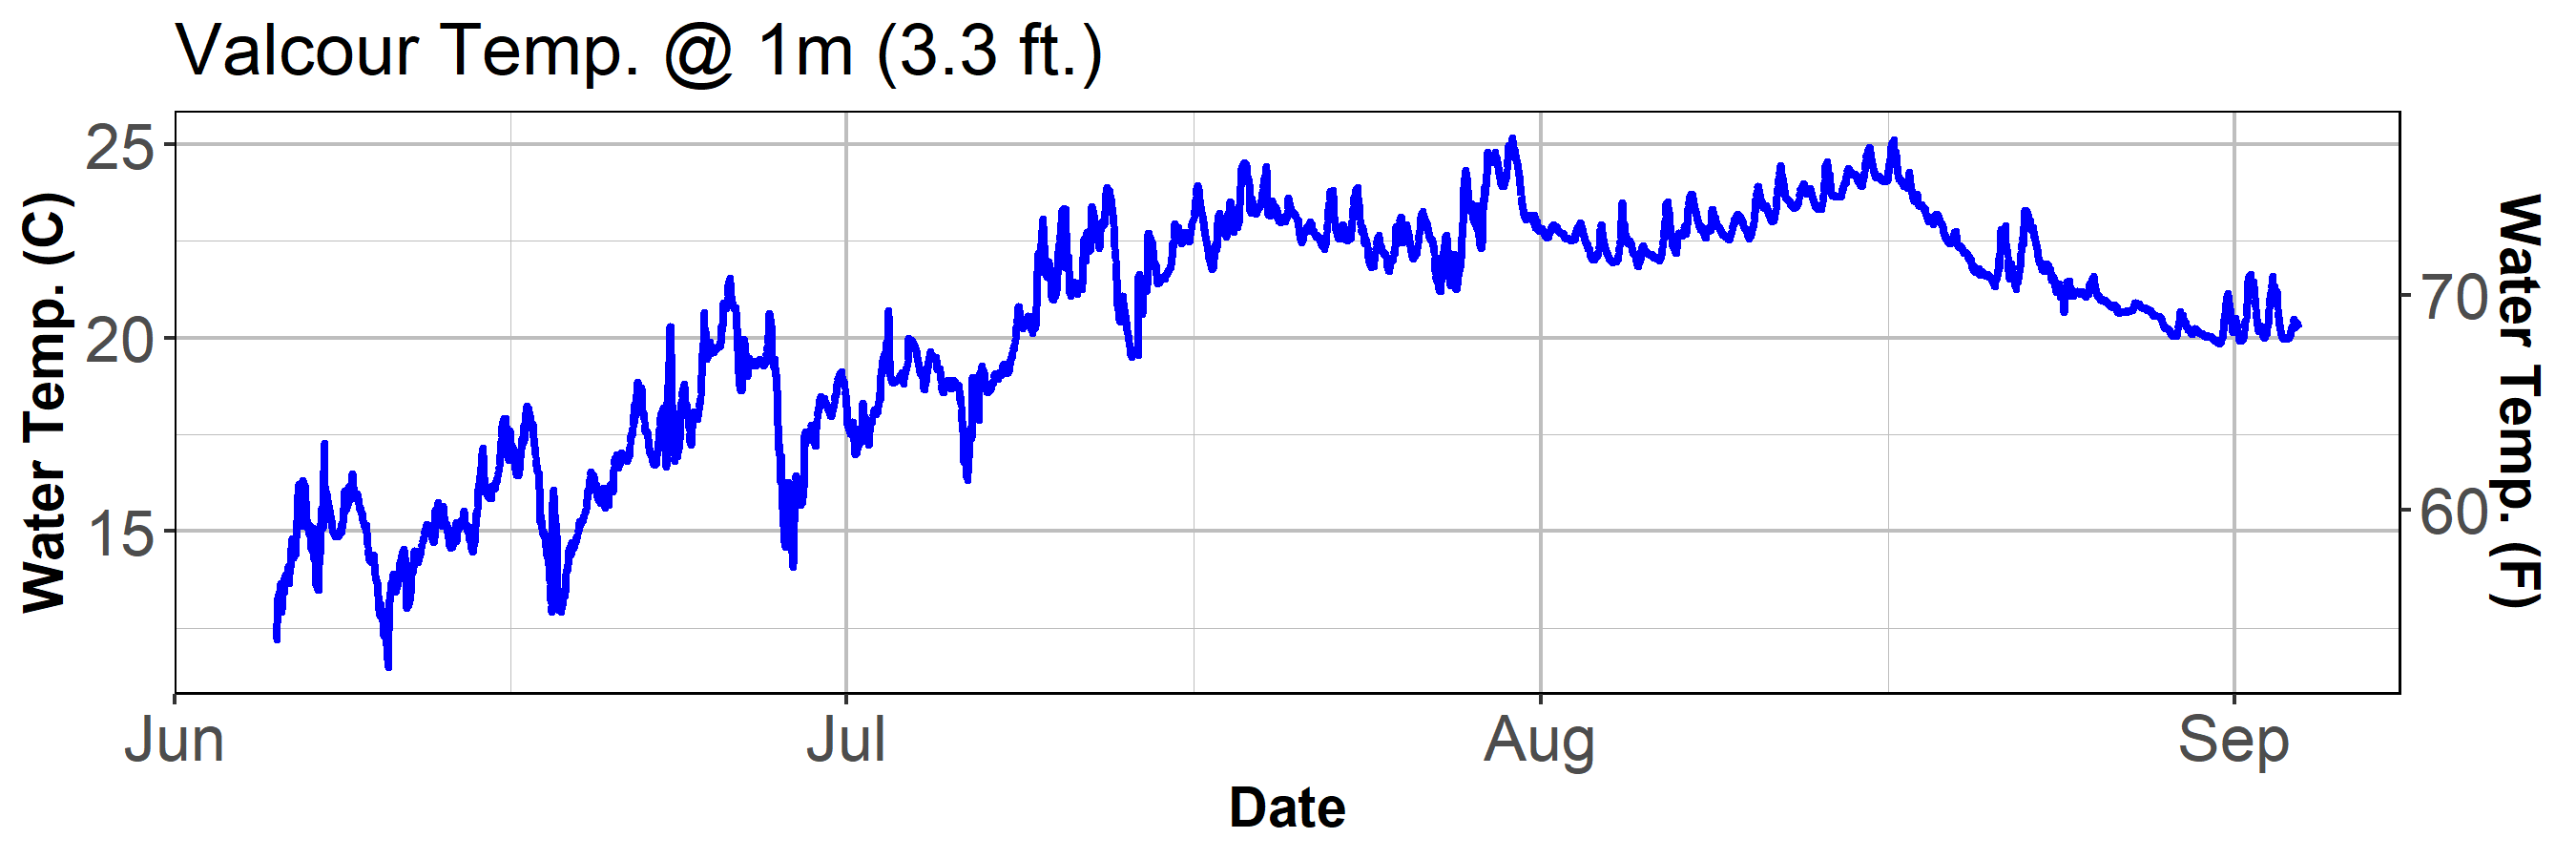 Valcour Temp. @ 1m (3.3 ft.)
Water Temp. (C)
25
20
15
70
60
Water Temp. (F)
Jun
Jul
Aug
Sep
Date